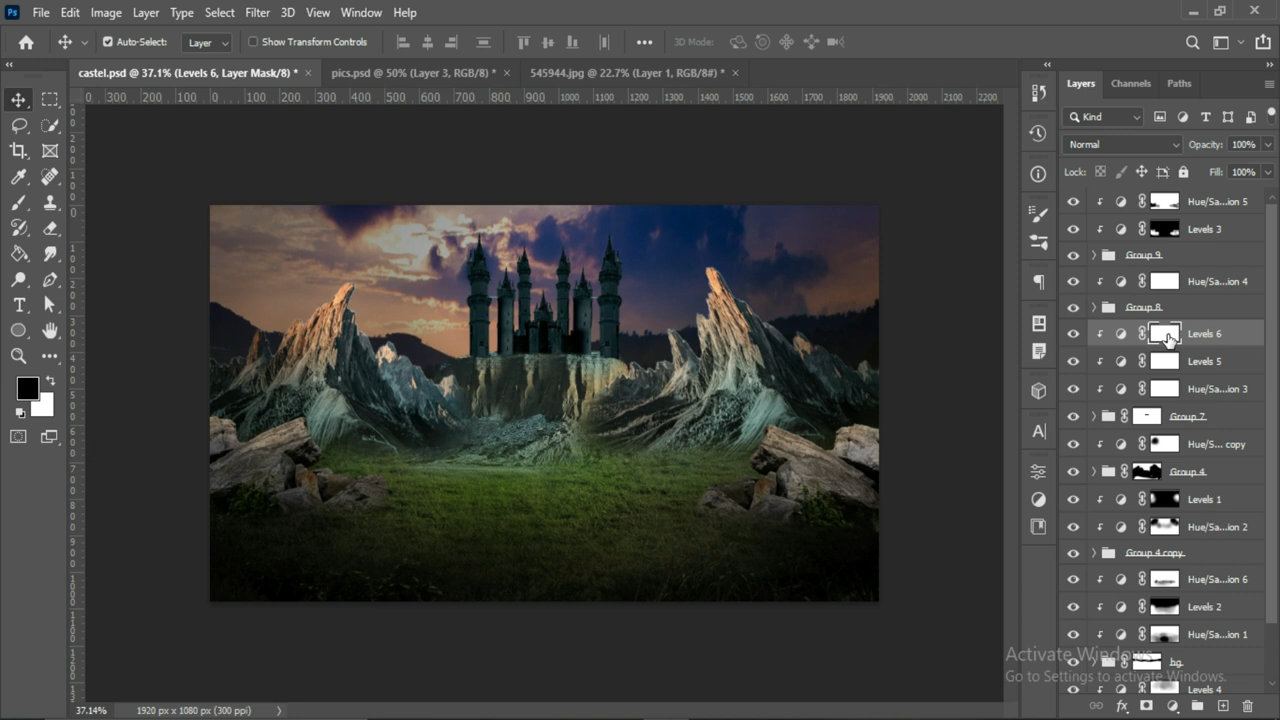 Ps File Edit Image Layer Type Select Filter 3D View Window Help
Auto-Select: Layer Show Transform Controls ••• 3D Mode:
castel.psd @ 37.1% (Levels 6, Layer Mask/8) * × pics.psd @ 50% (Layer 3, RGB/8) * × 545944.jpg @ 22.7% (Layer 1, RGB/8#) * ×
0 300 200 100 0 100 200 300 400 500 600 700 800 900 1000 1100 1200 1300 1400 1500 1600 1700 1800 1900 2000 2100 2200
Layers Channels Paths
Kind
Normal Opacity: 100%
Lock: Fill: 100%
Hue/Sa...ion 5
Levels 3
Group 9
Hue/Sa...ion 4
Group 8
Levels 6
Levels 5
Hue/Sa...ion 3
Group 7
Hue/S... copy
Group 4
Levels 1
Hue/Sa...ion 2
Group 4 copy
Hue/Sa...ion 6
Levels 2
Hue/Sa...ion 1
bg
Levels 4
Activate Windows
Go to Settings to activate Windows.
37.14% 1920 px x 1080 px (300 ppi)